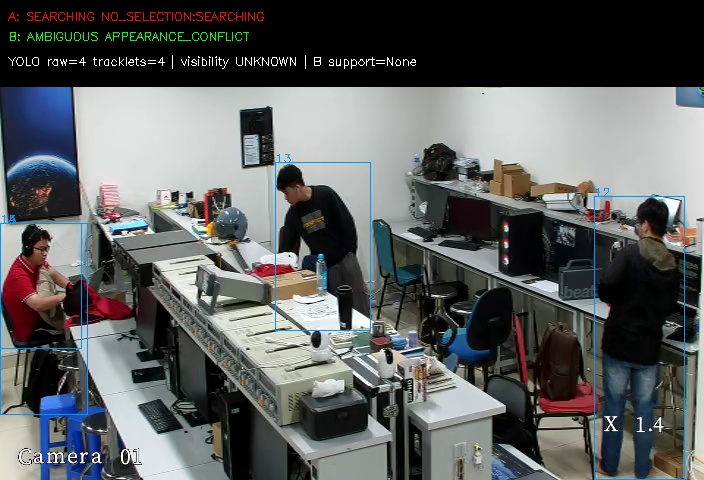 A: SEARCHING NO_SELECTION:SEARCHING
B: AMBIGUOUS APPEARANCE_CONFLICT
YOLO raw=4 tracklets=4 | visibility UNKNOWN | B support=None
13
12
beat
X 1.4
Camera 01